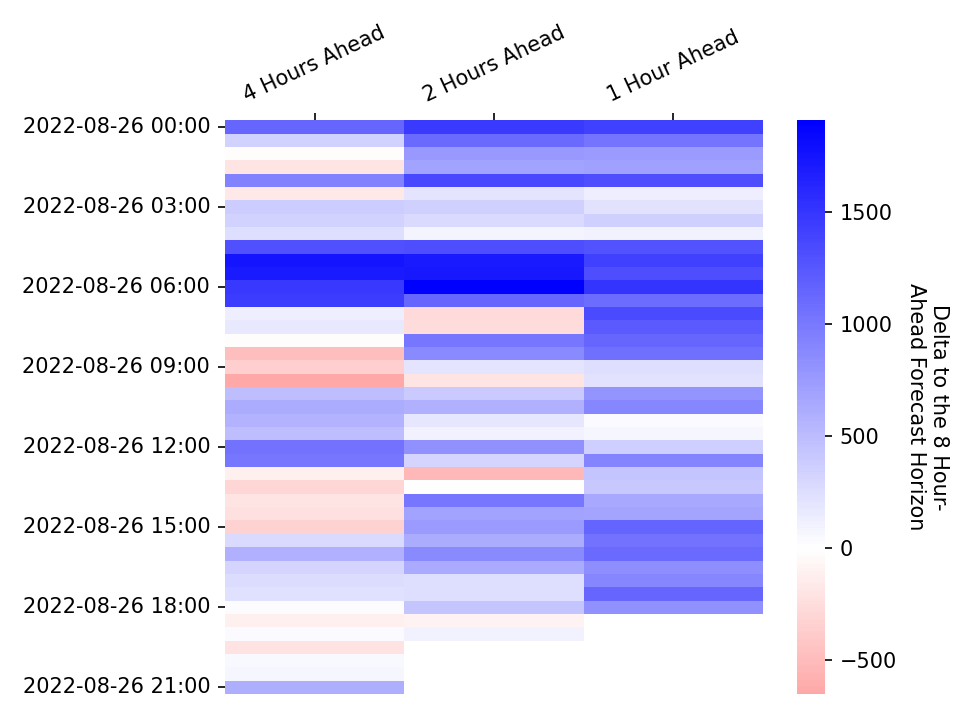 4 Hours Ahead
2 Hours Ahead
1 Hour Ahead
2022-08-26 00:00
2022-08-26 03:00
2022-08-26 06:00
2022-08-26 09:00
2022-08-26 12:00
2022-08-26 15:00
2022-08-26 18:00
2022-08-26 21:00
1500
1000
500
0
−500
Delta to the 8 Hour-
Ahead Forecast Horizon